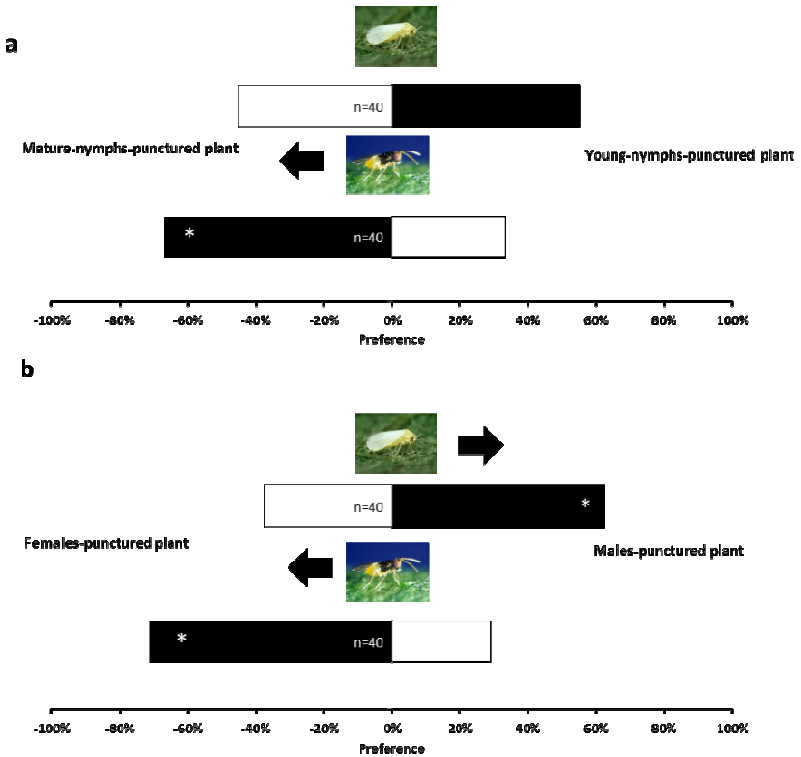 a
n=40
Mature-nymphs-punctured plant
Young-nymphs-punctured plant
* n=40
-100% -80% -60% -40% -20% 0% 20% 40% 60% 80% 100%
Preference
b
n=40 *
Females-punctured plant
Males-punctured plant
* n=40
-100% -80% -60% -40% -20% 0% 20% 40% 60% 80% 100%
Preference